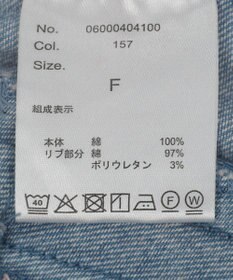 No. 06000404100
Col. 157
Size.
F
組成表示
本体 綿 100%
リブ部分 綿 97%
ポリウレタン 3%
40 F W